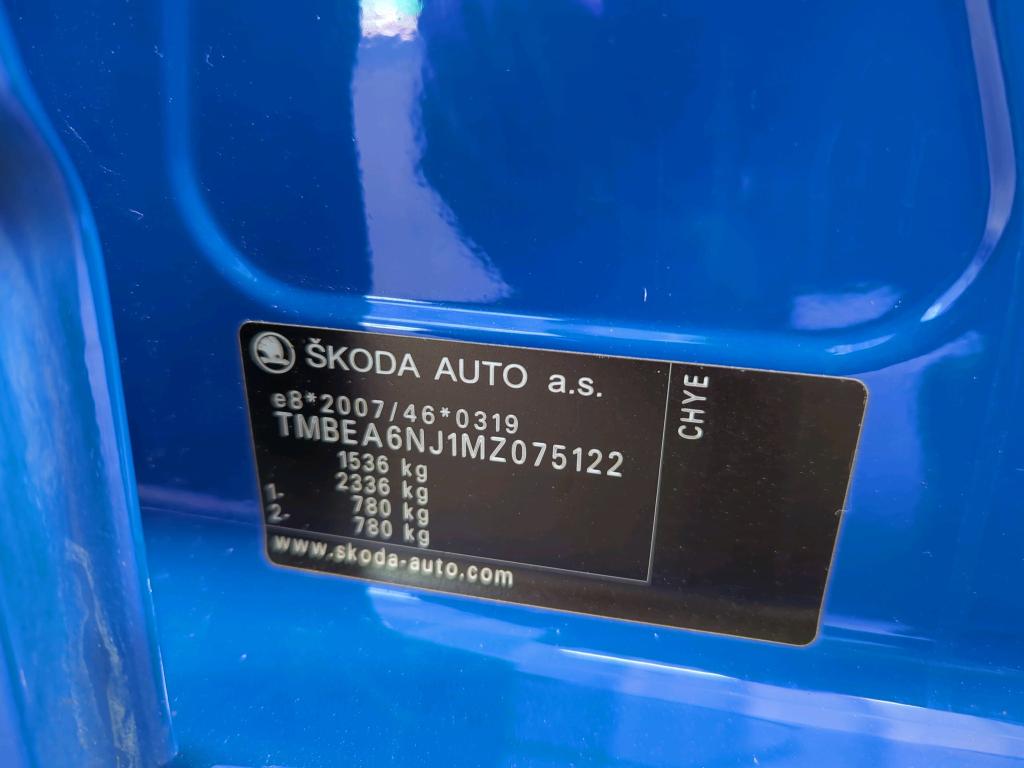 ŠKODA AUTO a.s.
e8*2007/46*0319
TMBEA6NJ1MZ075122
1536 kg
2336 kg
1- 780 kg
2- 780 kg
www.skoda-auto.com
CHYE